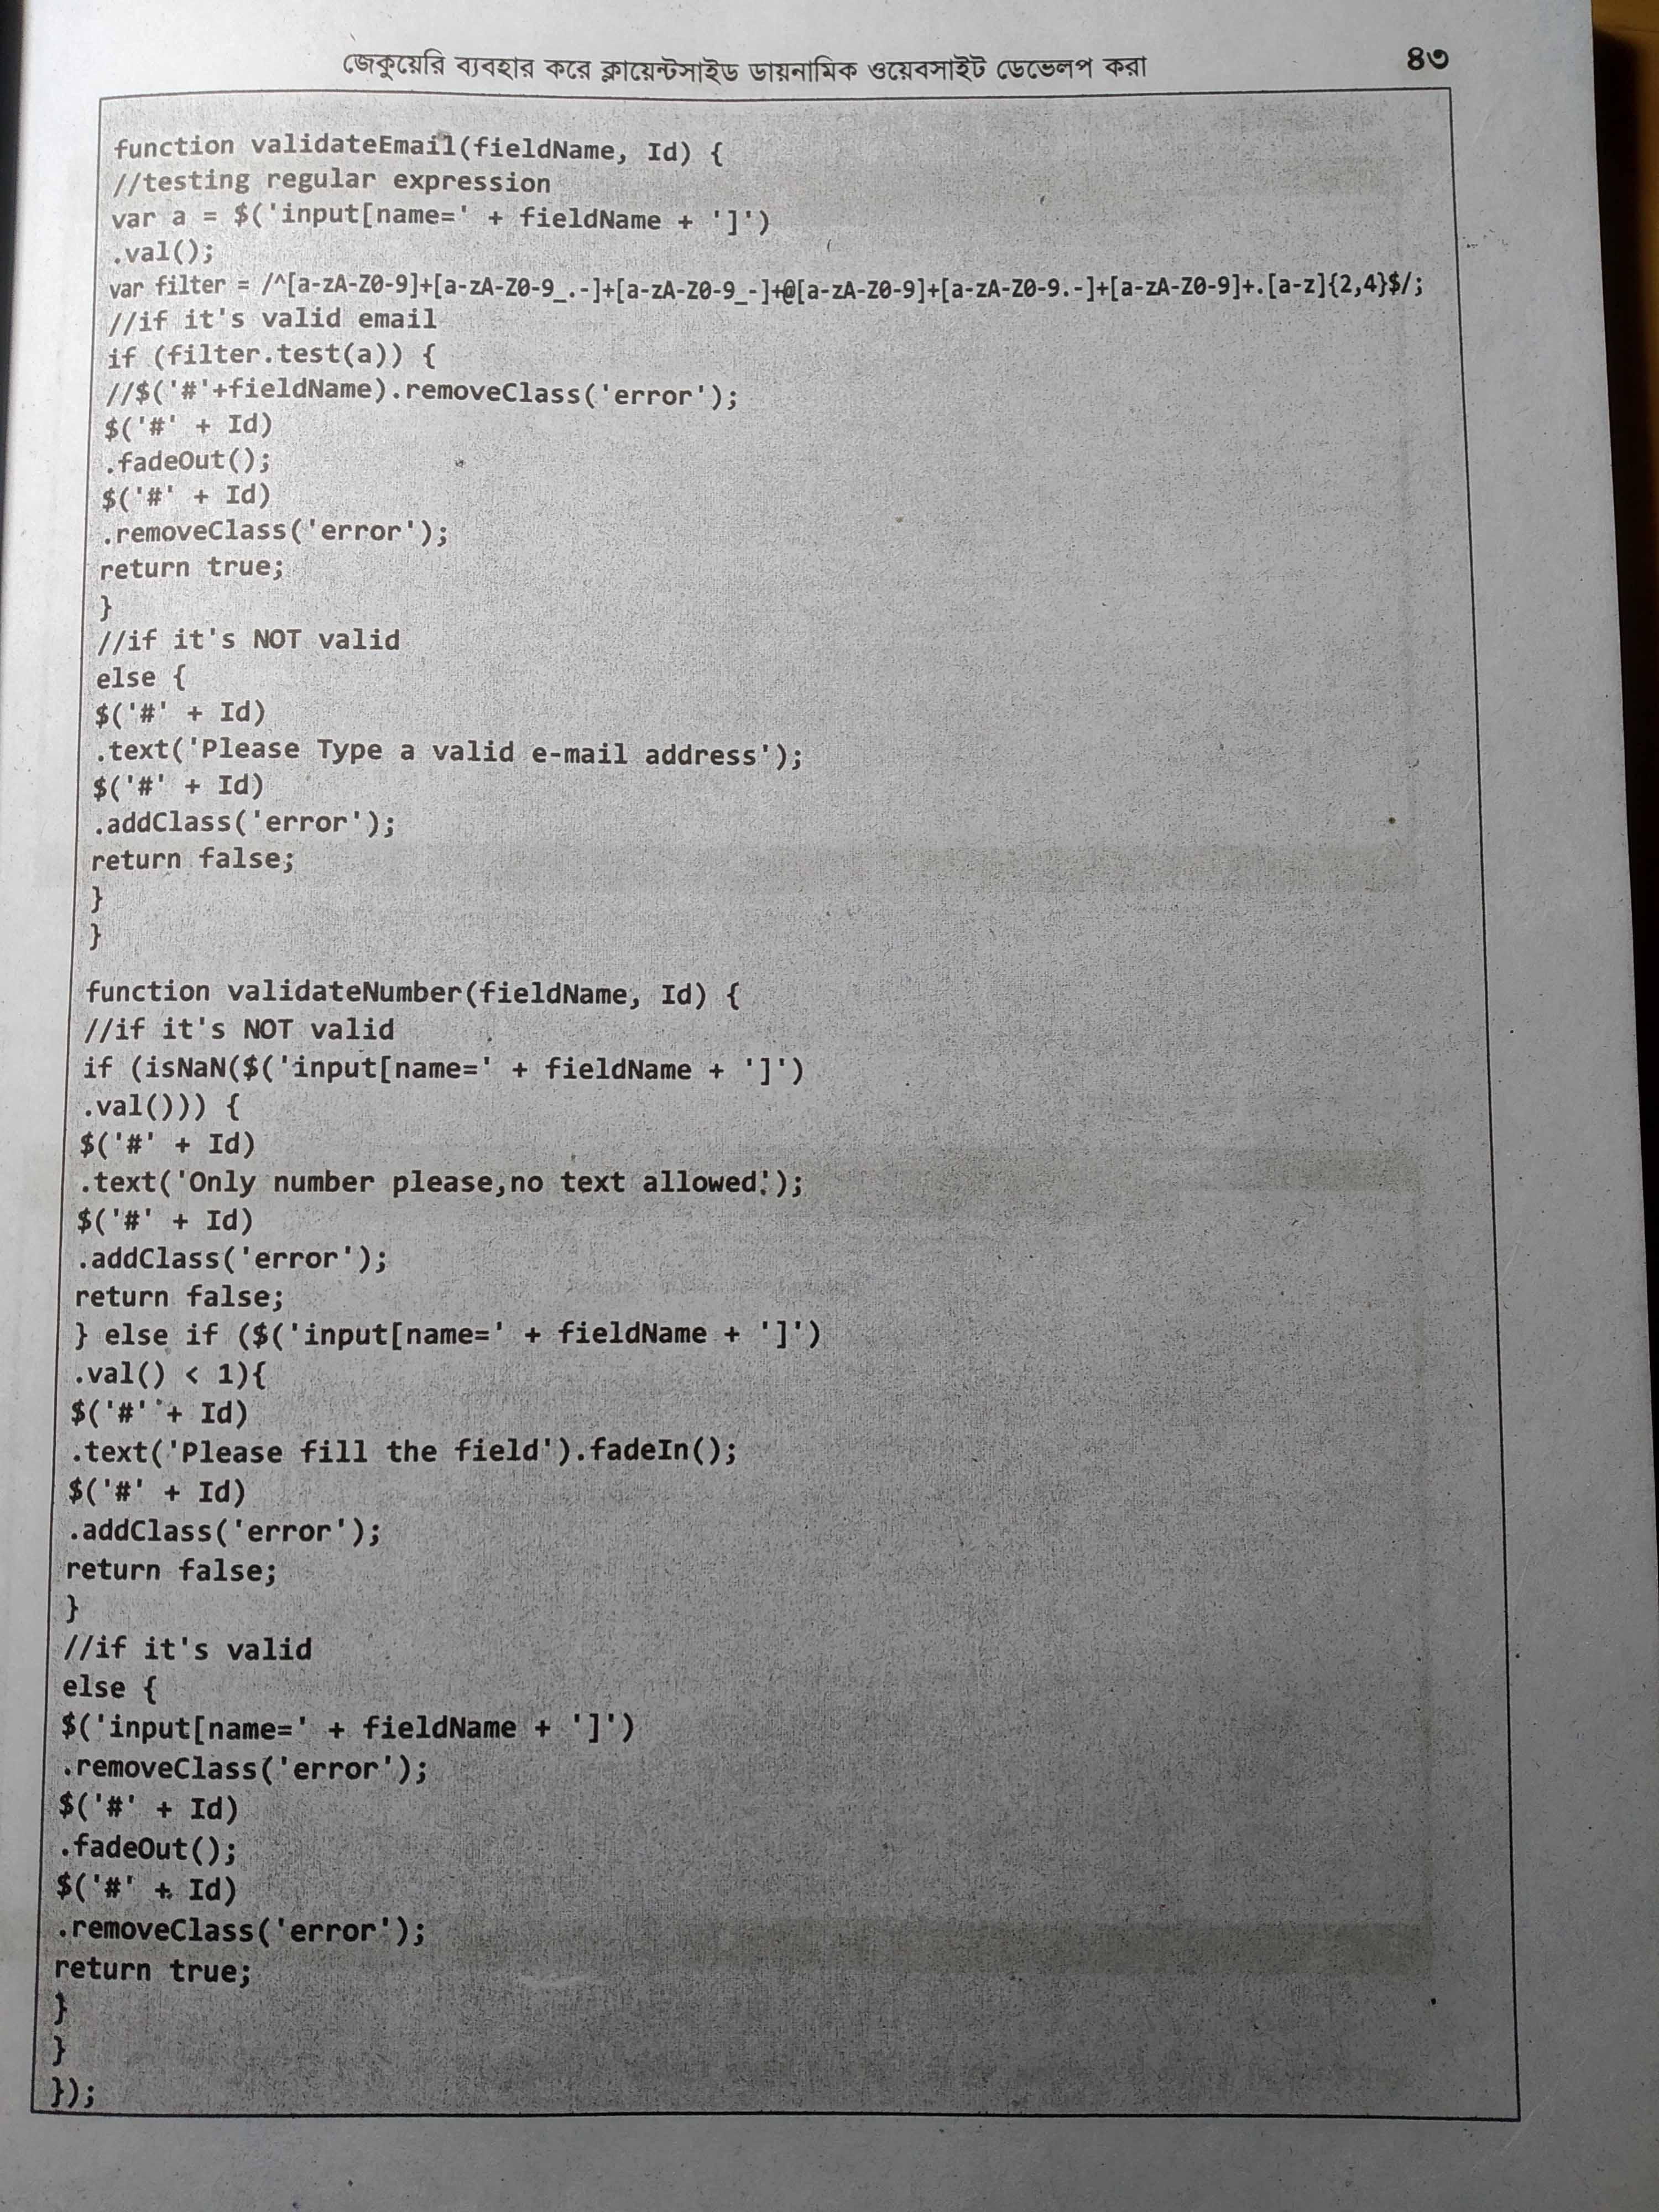 জেকুয়েরি ব্যবহার করে ক্লায়েন্টসাইড ডায়নামিক ওয়েবসাইট ডেভেলপ করা ৪৩
function validateEmail(fieldName, Id) {
//testing regular expression
var a = $('input[name=' + fieldName + ']')
.val();
var filter = /^[a-zA-Z0-9]+[a-zA-Z0-9_.-]+[a-zA-Z0-9_-]+@[a-zA-Z0-9]+[a-zA-Z0-9.-]+[a-zA-Z0-9]+.[a-z]{2,4}$/;
//if it's valid email
if (filter.test(a)) {
//$('#'+fieldName).removeClass('error');
$('#' + Id)
.fadeOut();
$('#' + Id)
.removeClass('error');
return true;
}
//if it's NOT valid
else {
$('#' + Id)
.text('Please Type a valid e-mail address');
$('#' + Id)
.addClass('error');
return false;
}
}
function validateNumber(fieldName, Id) {
//if it's NOT valid
if (isNaN($('input[name=' + fieldName + ']')
.val())) {
$('#' + Id)
.text('Only number please,no text allowed.');
$('#' + Id)
.addClass('error');
return false;
} else if ($('input[name=' + fieldName + ']')
.val() < 1){
$('#' + Id)
.text('Please fill the field').fadeIn();
$('#' + Id)
.addClass('error');
return false;
}
//if it's valid
else {
$('input[name=' + fieldName + ']')
.removeClass('error');
$('#' + Id)
.fadeOut();
$('#' + Id)
.removeClass('error');
return true;
}
}
});